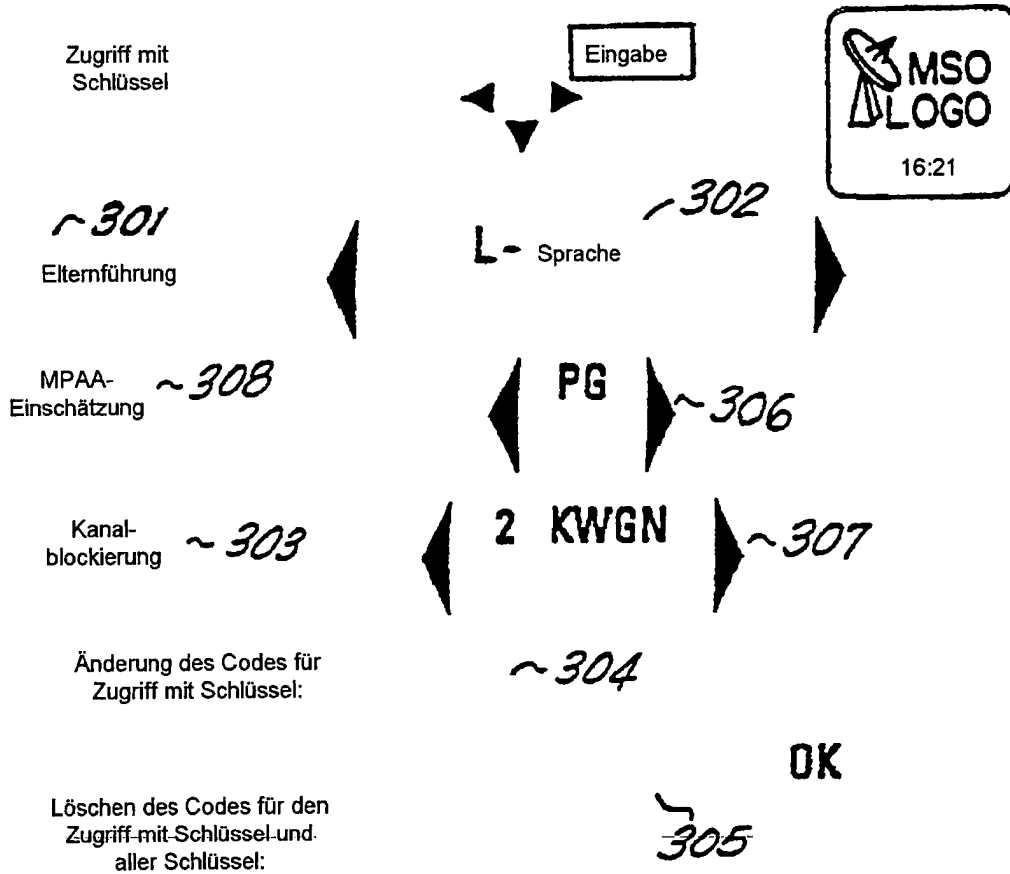 Zugriff mit
Schlüssel
Eingabe
MSO
LOGO
16:21
~301
302
Elternführung
L- Sprache
MPAA-
Einschätzung
~308
PG
~306
Kanal-
blockierung
~303
2 KWGN
~307
Änderung des Codes für
Zugriff mit Schlüssel:
~304
OK
Löschen des Codes für den
Zugriff mit Schlüssel und
aller Schlüssel:
305